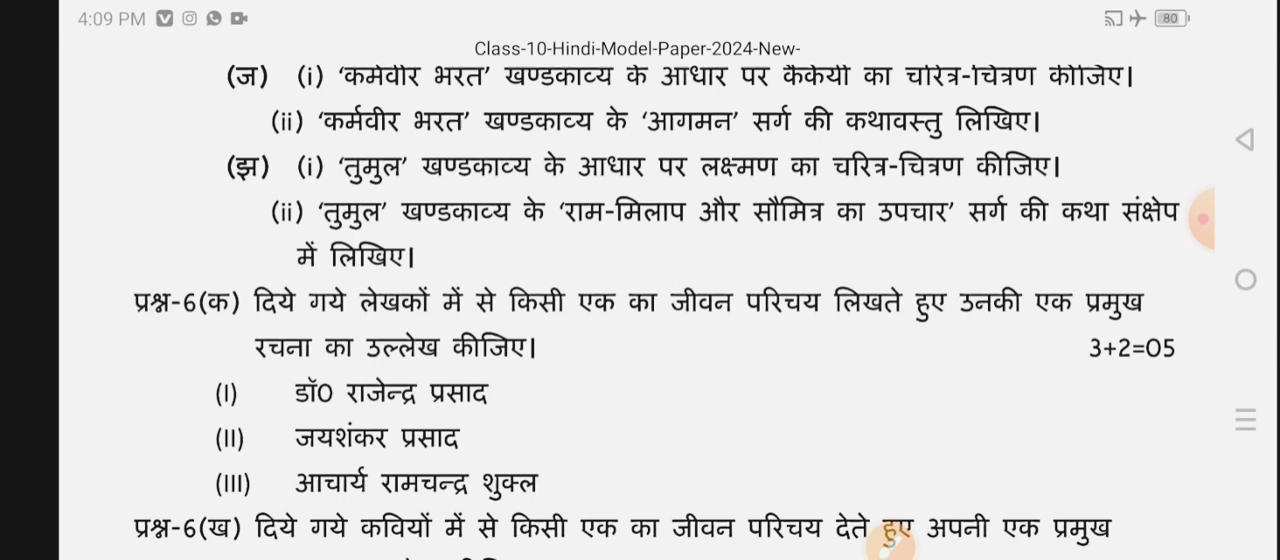 4:09 PM
80
Class-10-Hindi-Model-Paper-2024-New-
(ज) (i) ‘कर्मवीर भरत’ खण्डकाव्य के आधार पर कैकेयी का चरित्र-चित्रण कीजिए।
(ii) ‘कर्मवीर भरत’ खण्डकाव्य के ‘आगमन’ सर्ग की कथावस्तु लिखिए।
(झ) (i) ‘तुमुल’ खण्डकाव्य के आधार पर लक्ष्मण का चरित्र-चित्रण कीजिए।
(ii) ‘तुमुल’ खण्डकाव्य के ‘राम-मिलाप और सौमित्र का उपचार’ सर्ग की कथा संक्षेप
में लिखिए।
प्रश्न-6(क) दिये गये लेखकों में से किसी एक का जीवन परिचय लिखते हुए उनकी एक प्रमुख
रचना का उल्लेख कीजिए। 3+2=05
(I) डॉ0 राजेन्द्र प्रसाद
(II) जयशंकर प्रसाद
(III) आचार्य रामचन्द्र शुक्ल
प्रश्न-6(ख) दिये गये कवियों में से किसी एक का जीवन परिचय देते हुए अपनी एक प्रमुख